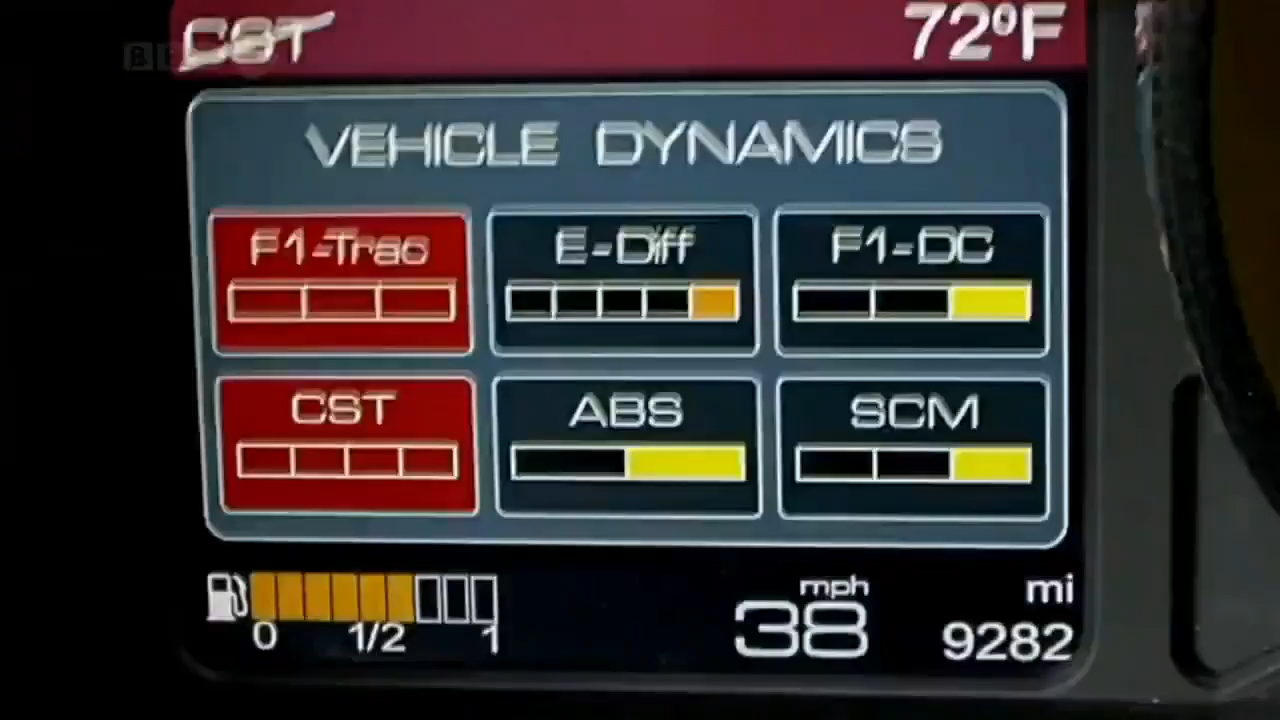 CST 72°F
VEHICLE DYNAMICS
F1-Trac E-Diff F1-DC
CST ABS SCM
mph mi
0 1/2 1 38 9282